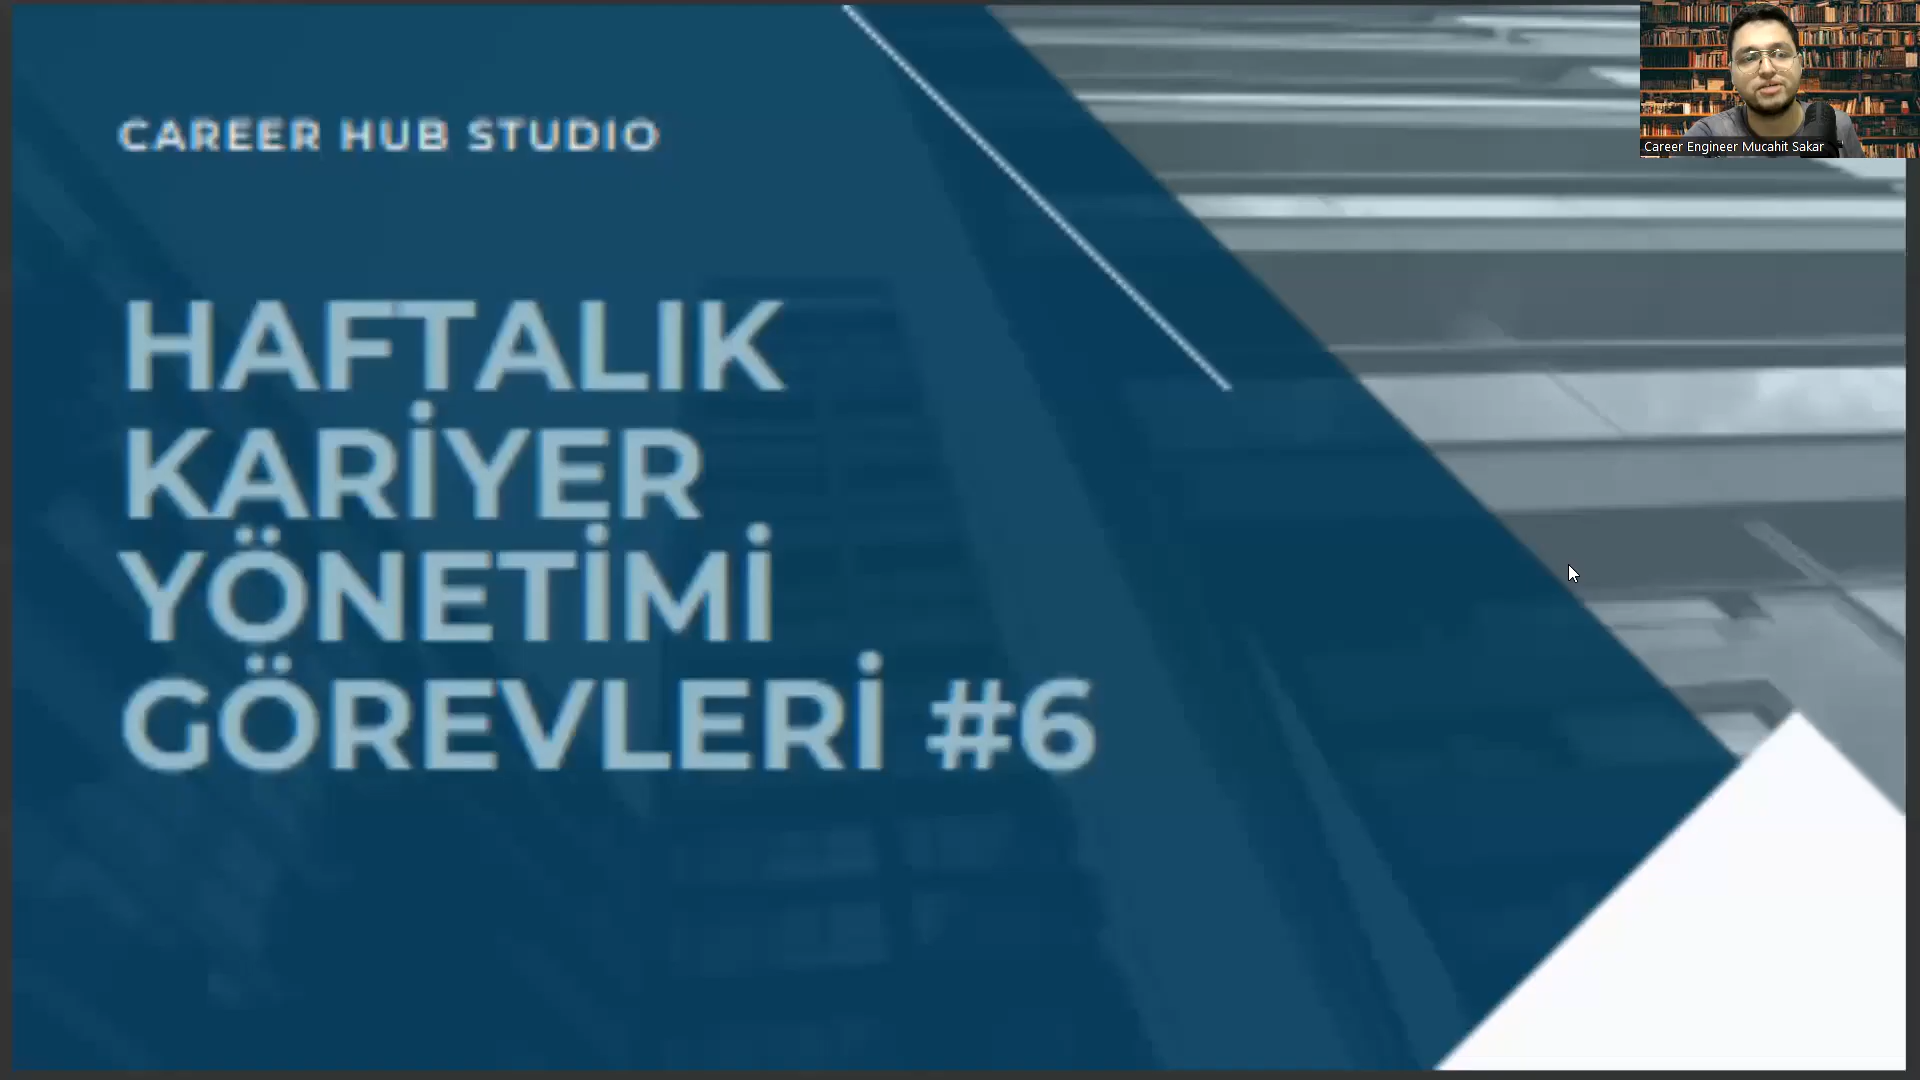 CAREER HUB STUDIO
HAFTALIK
KARİYER
YÖNETİMİ
GÖREVLERİ #6
Career Engineer Mucahit Sakar